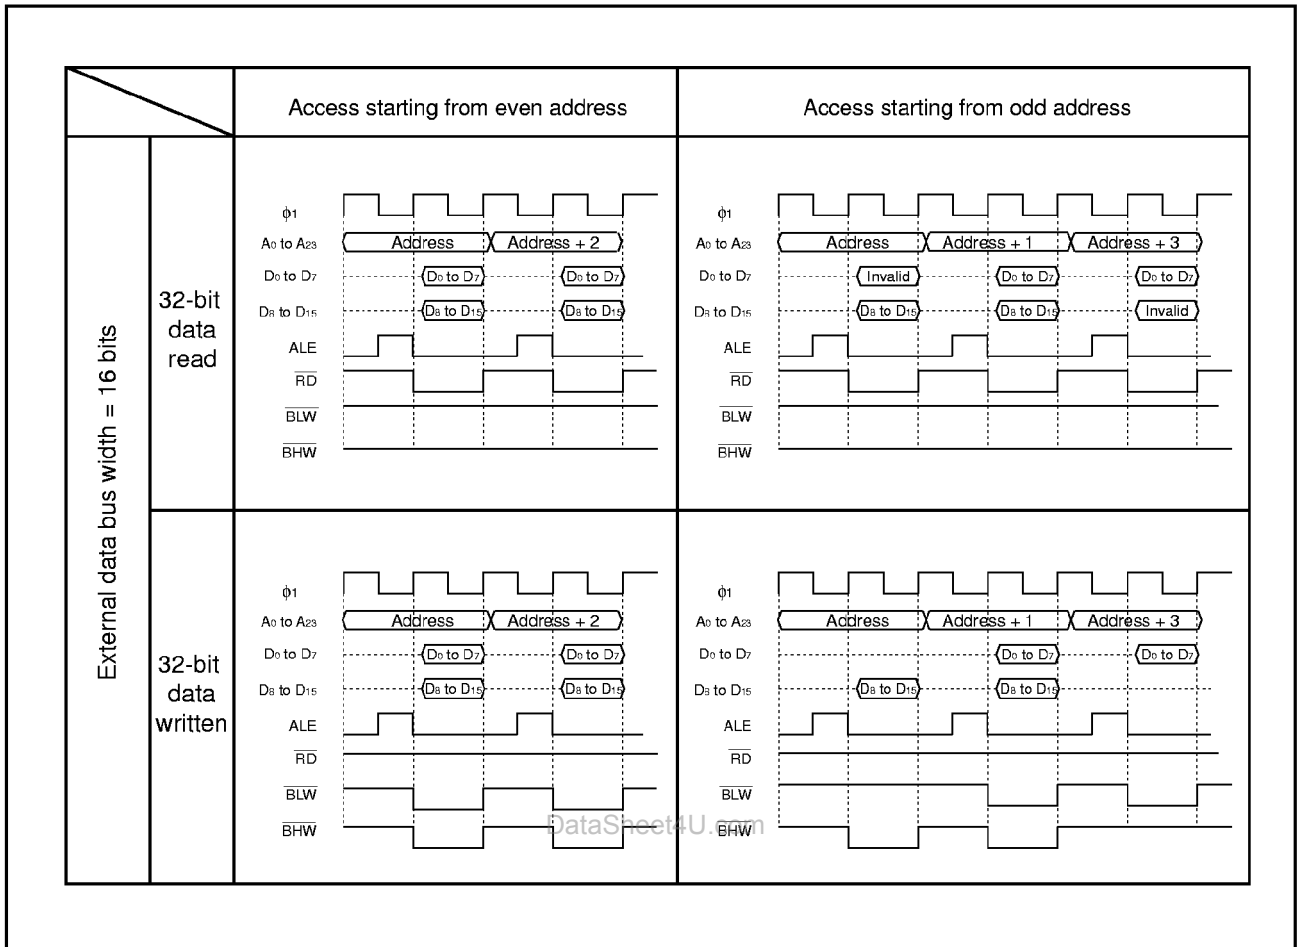 Access starting from even address
Access starting from odd address
External data bus width = 16 bits
32-bit
data
read
ϕ1
A0 to A23
Address
Address + 2
D0 to D7
D0 to D7
D0 to D7
D8 to D15
D8 to D15
D8 to D15
ALE
RD
BLW
BHW
ϕ1
A0 to A23
Address
Address + 1
Address + 3
D0 to D7
Invalid
D0 to D7
D0 to D7
D8 to D15
D8 to D15
D8 to D15
Invalid
ALE
RD
BLW
BHW
32-bit
data
written
ϕ1
A0 to A23
Address
Address + 2
D0 to D7
D0 to D7
D0 to D7
D8 to D15
D8 to D15
D8 to D15
ALE
RD
BLW
BHW
ϕ1
A0 to A23
Address
Address + 1
Address + 3
D0 to D7
D0 to D7
D0 to D7
D8 to D15
D8 to D15
D8 to D15
ALE
RD
BLW
BHW
DataSheet4U.com